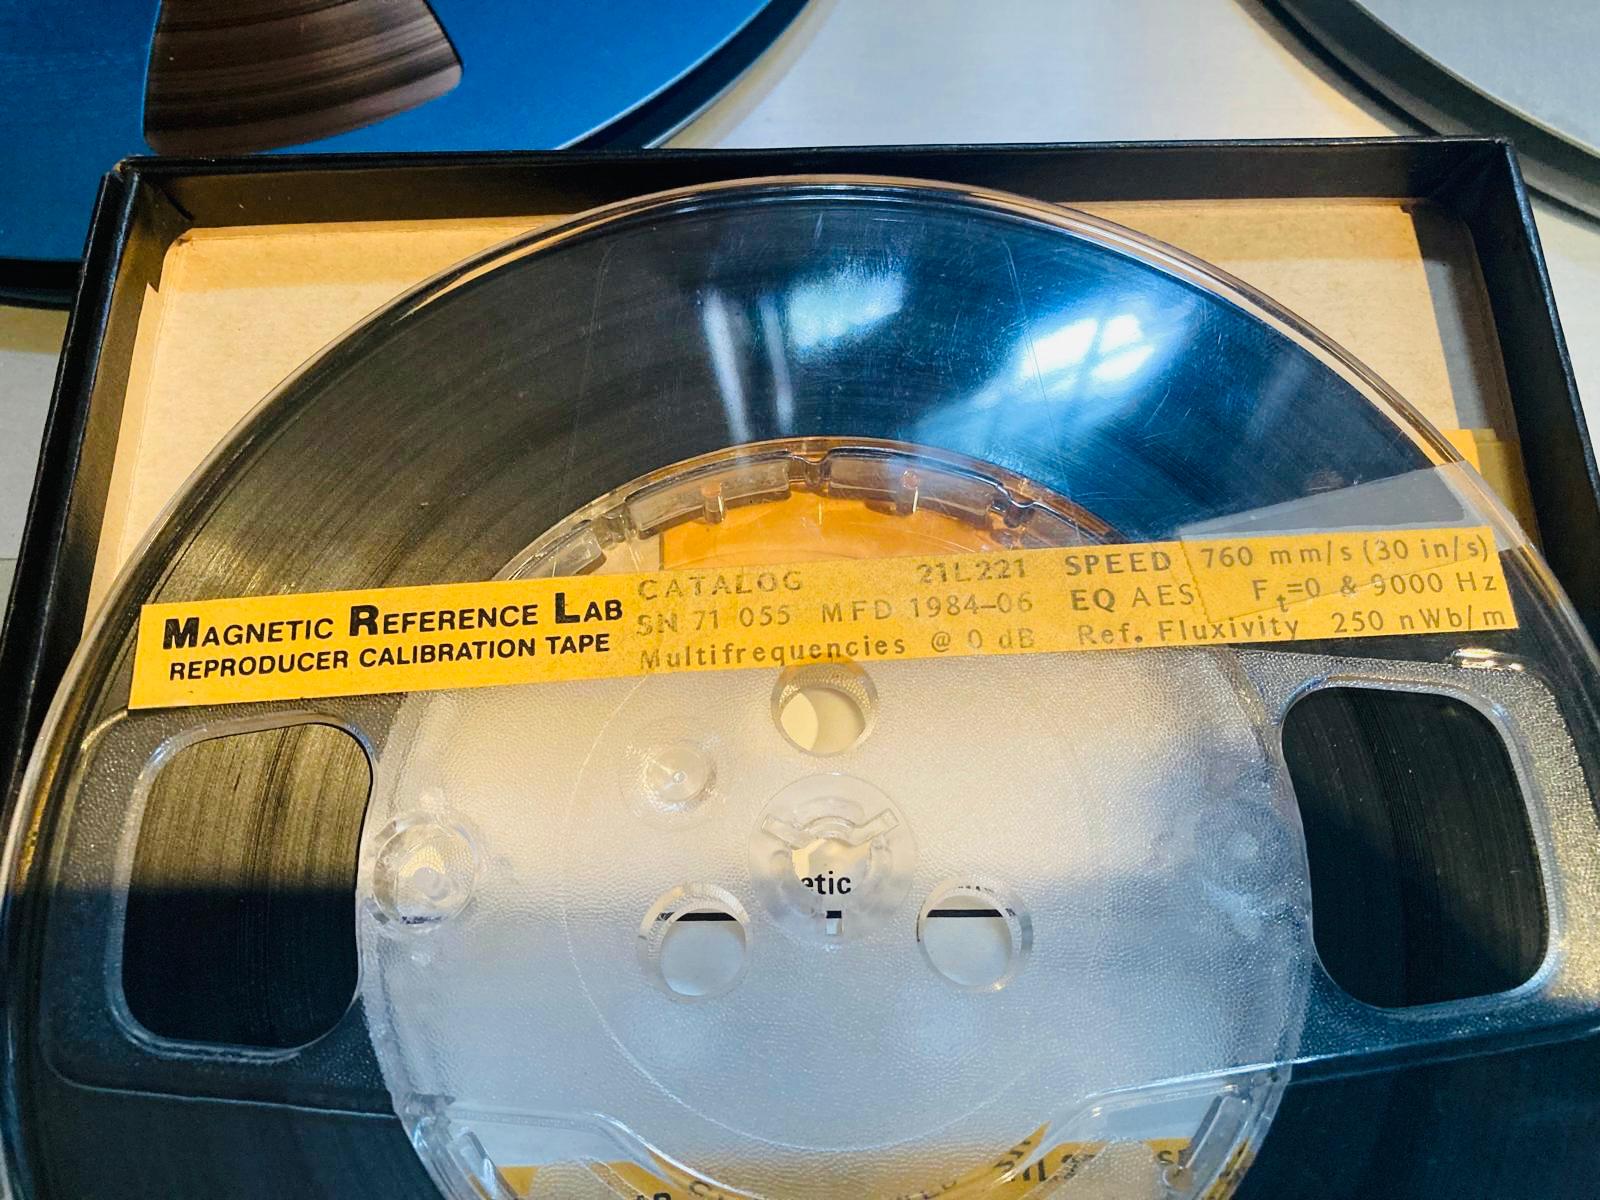 MAGNETIC REFERENCE LAB
REPRODUCER CALIBRATION TAPE
CATALOG 21L221
SN 71 055 MFD 1984-06
Multifrequencies @ 0 dB
SPEED 760 mm/s (30 in/s)
EQ AES Ft=0 & 9000 Hz
Ref. Fluxivity 250 nWb/m
etic